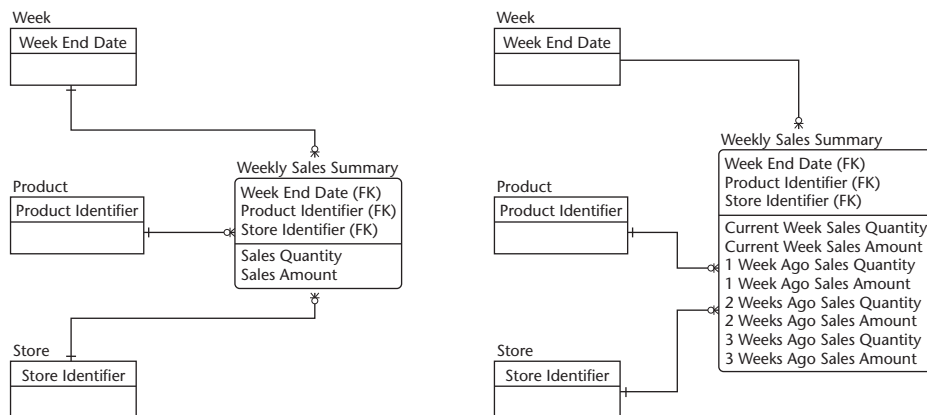 Week
Week End Date
Weekly Sales Summary
Week End Date (FK)
Product Identifier (FK)
Store Identifier (FK)
Sales Quantity
Sales Amount
Product
Product Identifier
Store
Store Identifier
Week
Week End Date
Weekly Sales Summary
Week End Date (FK)
Product Identifier (FK)
Store Identifier (FK)
Current Week Sales Quantity
Current Week Sales Amount
1 Week Ago Sales Quantity
1 Week Ago Sales Amount
2 Weeks Ago Sales Quantity
2 Weeks Ago Sales Amount
3 Weeks Ago Sales Quantity
3 Weeks Ago Sales Amount
Product
Product Identifier
Store
Store Identifier